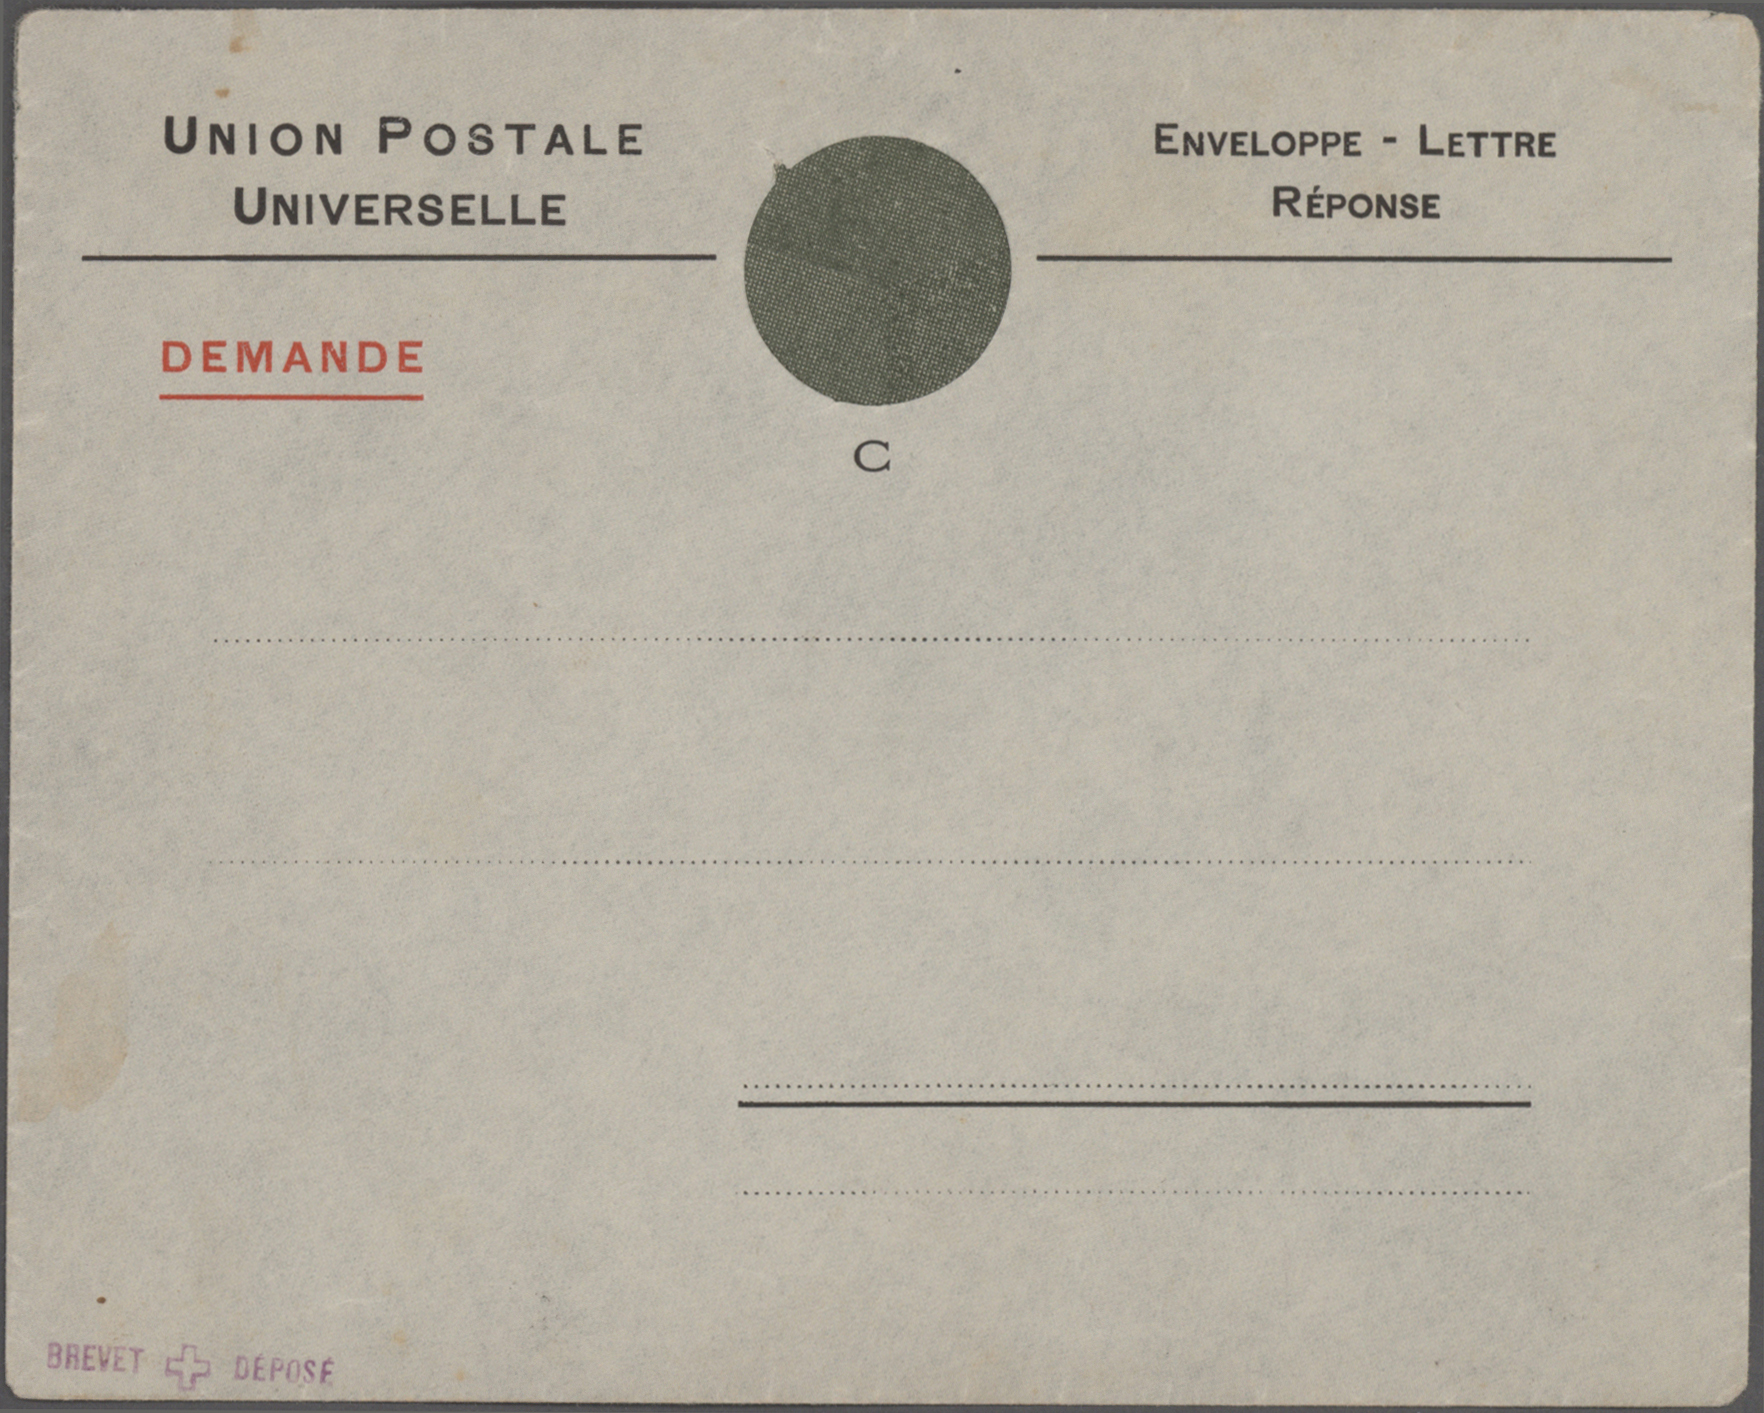 UNION POSTALE
UNIVERSELLE
ENVELOPPE - LETTRE
RÉPONSE
DEMANDE
C
BREVET DÉPOSÉ